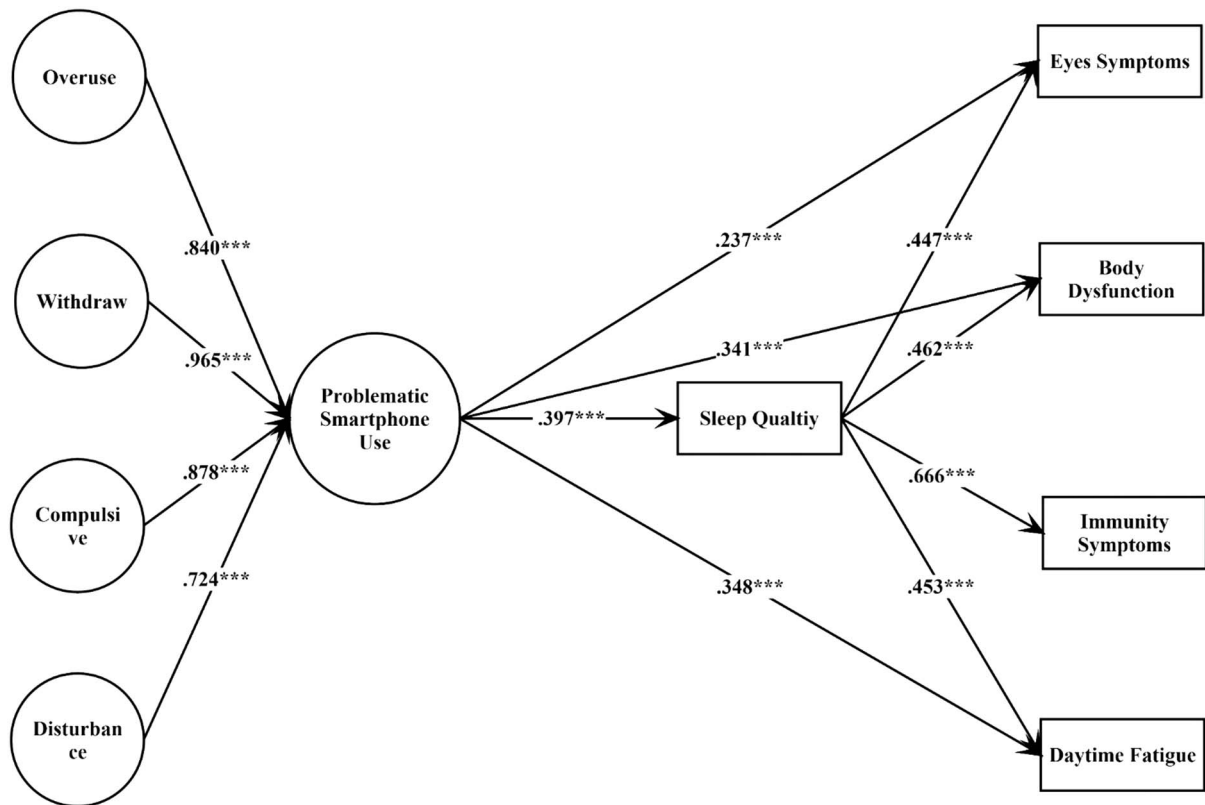 Overuse
Eyes Symptoms
.840***
.237***
.447***
Withdraw
Body
Dysfunction
.965***
.341***
.462***
Problematic
Smartphone
Use
.397***
Sleep Qualtiy
.878***
.666***
Compulsi
ve
Immunity
Symptoms
.724***
.348***
.453***
Disturban
ce
Daytime Fatigue